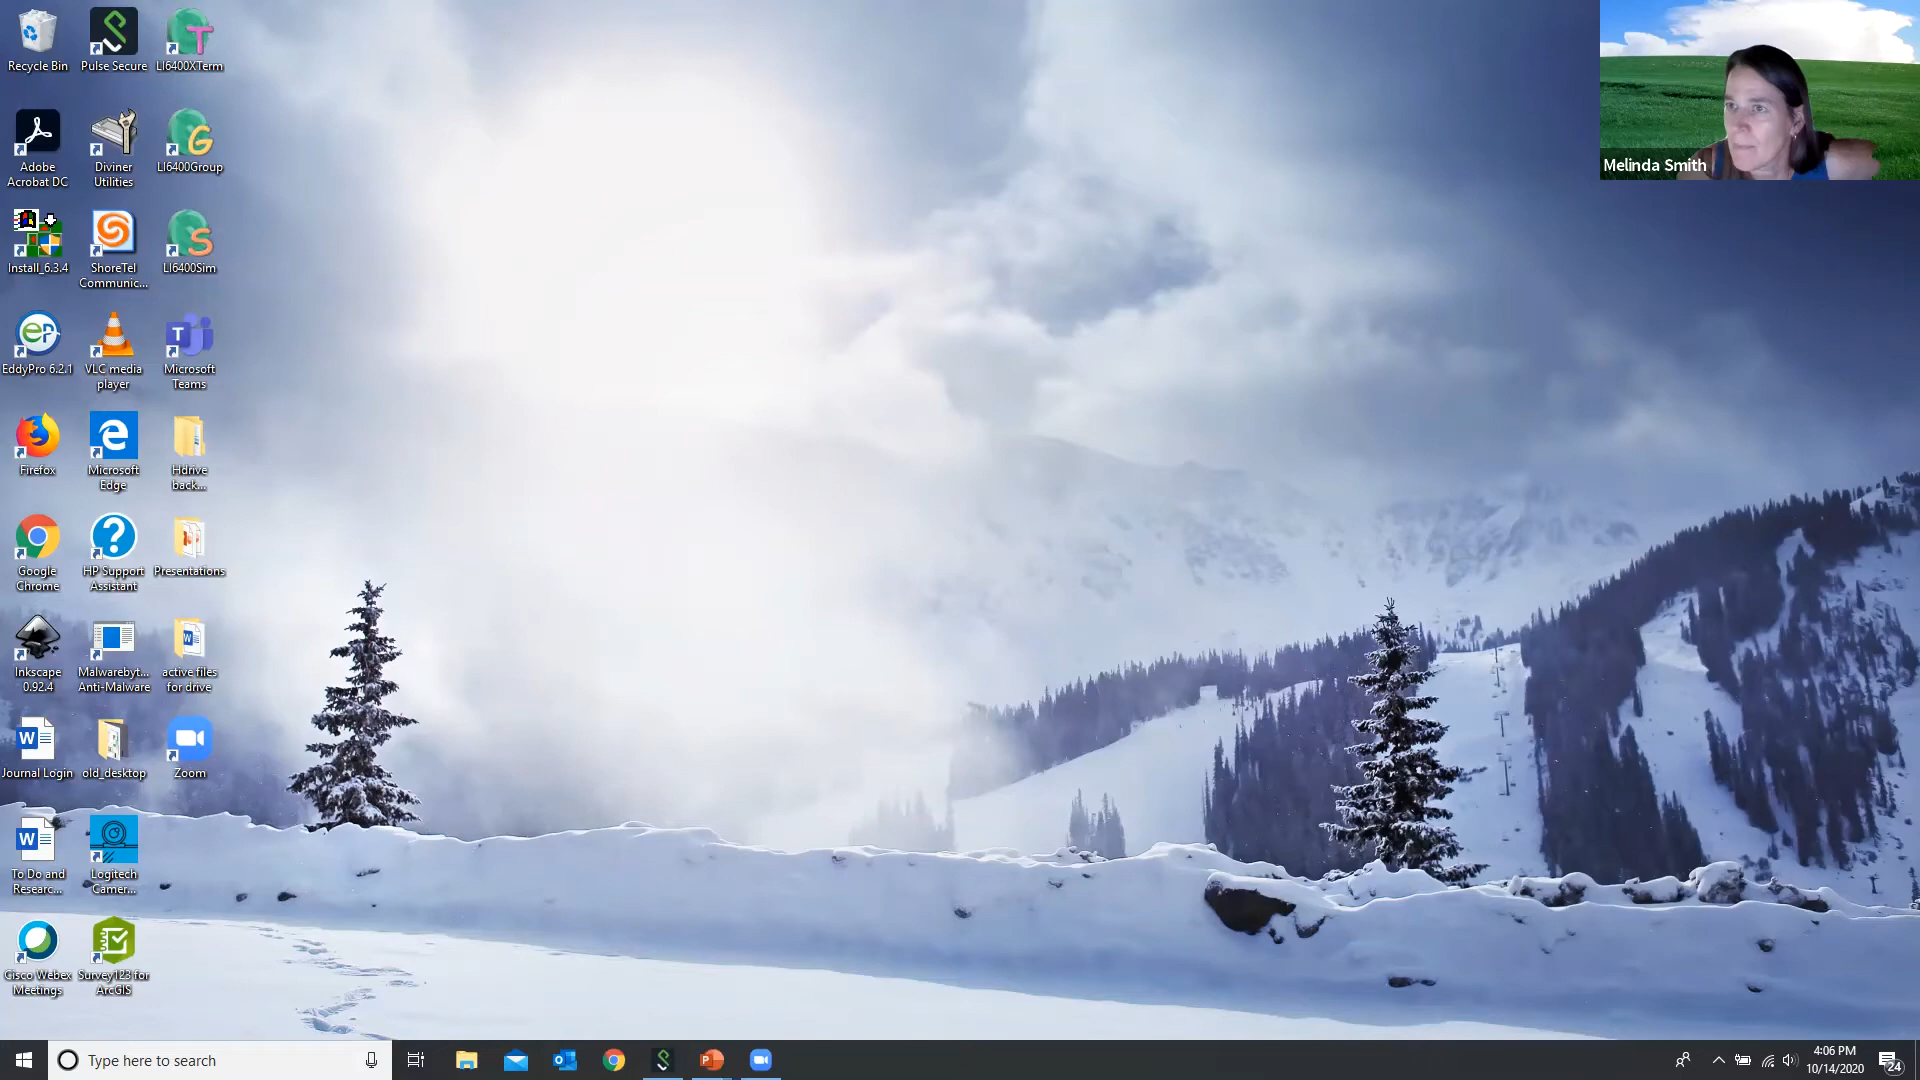 Recycle Bin
Pulse Secure
LI6400XTerm
Adobe
Acrobat DC
Diviner
Utilities
LI6400Group
Install_6.3.4
ShoreTel
Communic...
LI6400Sim
EddyPro 6.2.1
VLC media
player
Microsoft
Teams
Firefox
Microsoft
Edge
Hdrive
back...
Google
Chrome
HP Support
Assistant
Presentations
Inkscape
0.92.4
Malwarebyt...
Anti-Malware
active files
for drive
Journal Login
old_desktop
Zoom
To Do and
Researc...
Logitech
Camer...
Cisco Webex
Meetings
Survey123 for
ArcGIS
Melinda Smith
Type here to search
4:06 PM
10/14/2020
24